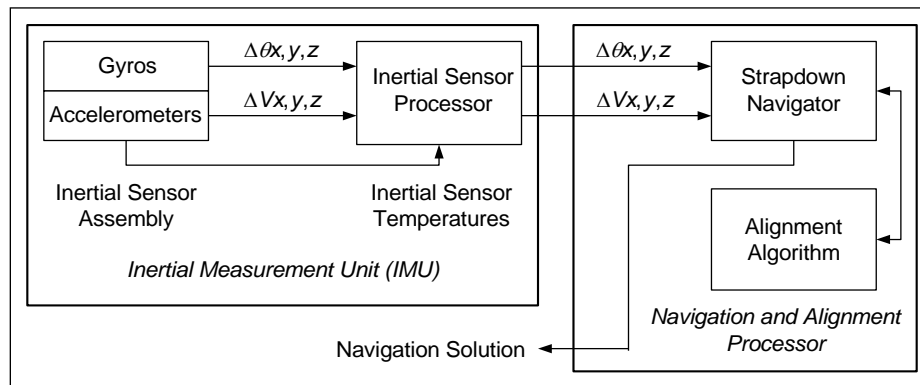 Gyros
Accelerometers
Δθx, y, z
ΔVx, y, z
Inertial Sensor
Processor
Δθx, y, z
ΔVx, y, z
Strapdown
Navigator
Inertial Sensor
Assembly
Inertial Sensor
Temperatures
Inertial Measurement Unit (IMU)
Alignment
Algorithm
Navigation and Alignment
Processor
Navigation Solution